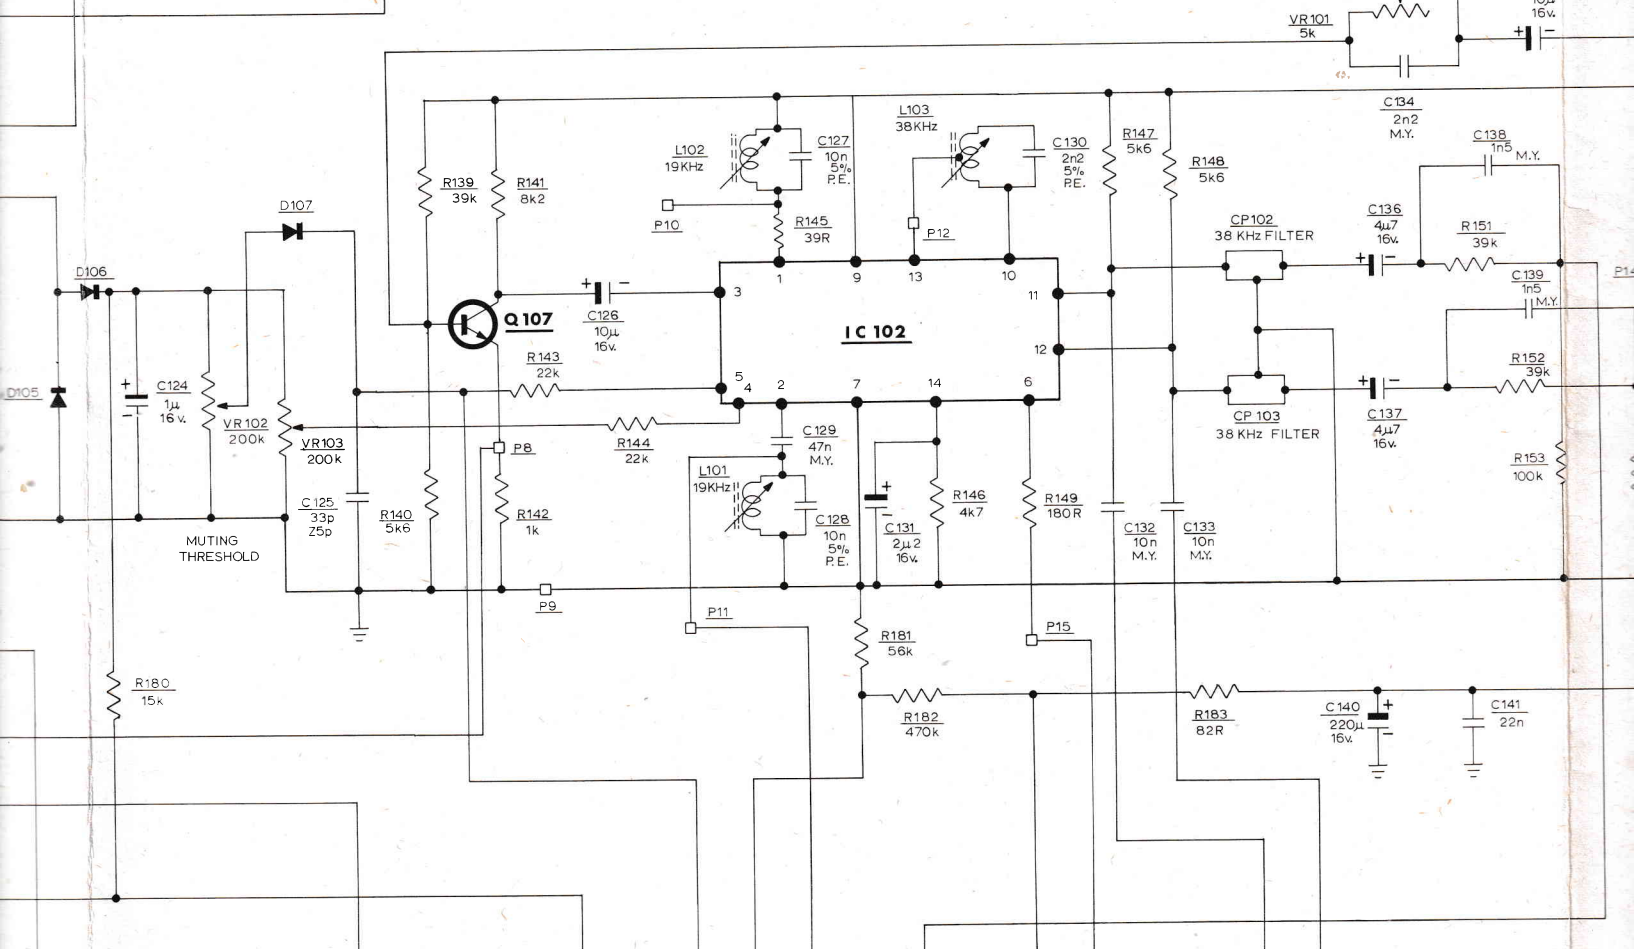 10µ
16v.
VR101
5k
C134
2n2
M.Y.
L103
38KHz
L102
19KHz
C127
10n
5%
P.E.
C130
2n2
5%
P.E.
R147
5k6
R148
5k6
C138
1n5
M.Y.
R139
39k
R141
8k2
D107
P10
R145
39R
P12
CP102
38 KHz FILTER
C136
4µ7
16v.
R151
39k
D106
1
9
13
10
C139
1n5
M.Y.
P14
+
−
3
11
Q107
C126
10µ
16v.
IC 102
12
R143
22k
R152
39k
D105
C124
1µ
16 v.
+
−
5
4
2
7
14
6
VR102
200k
VR103
200k
R144
22k
P8
C129
47n
M.Y.
CP 103
38 KHz FILTER
C137
4µ7
16v.
L101
19KHz
R153
100k
C125
33p
Z5p
R140
5k6
R142
1k
C128
10n
5%
P.E.
C131
2µ2
16v.
R146
4k7
R149
180R
C132
10n
M.Y.
C133
10n
M.Y.
MUTING
THRESHOLD
P9
P11
P15
R181
56k
R180
15k
R182
470k
R183
82R
C140
220µ
16v.
+
−
C141
22n